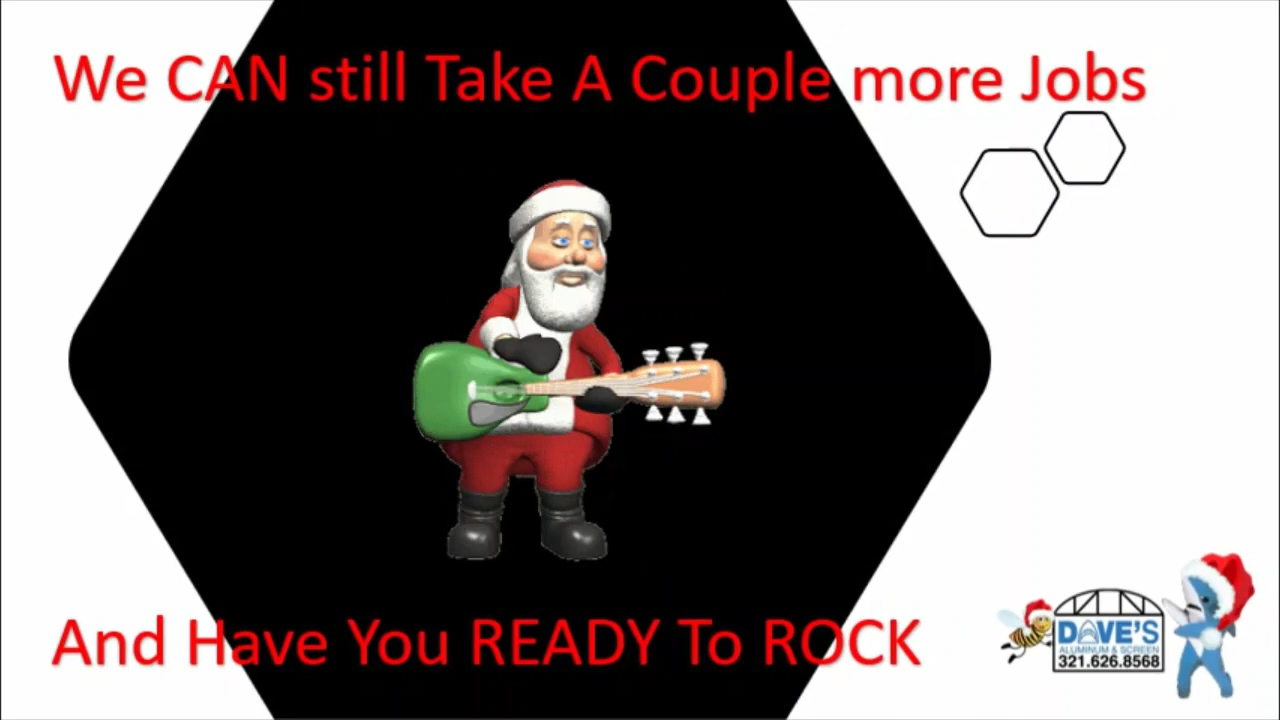 We CAN still Take A Couple more Jobs
And Have You READY To ROCK
DAVE'S
ALUMINUM & SCREEN
321.626.8568